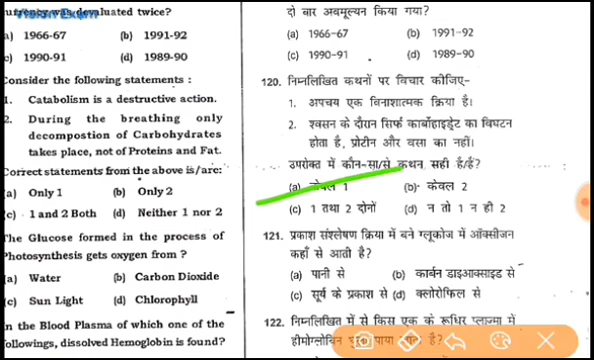 was devaluated twice?
1966-67 (b) 1991-92
1990-91 (d) 1989-90
Consider the following statements :
1. Catabolism is a destructive action.
2. During the breathing only
decompostion of Carbohydrates
takes place, not of Proteins and Fat.
Correct statements from the above is/are:
(a) Only 1 (b) Only 2
(c) 1 and 2 Both (d) Neither 1 nor 2
The Glucose formed in the process of
Photosynthesis gets oxygen from ?
(a) Water (b) Carbon Dioxide
(c) Sun Light (d) Chlorophyll
In the Blood Plasma of which one of the
followings, dissolved Hemoglobin is found?
दो बार अवमूल्यन किया गया?
(a) 1966-67 (b) 1991-92
(c) 1990-91 (d) 1989-90
120. निम्नलिखित कथनों पर विचार कीजिए-
1. अपचय एक विनाशात्मक क्रिया है।
2. श्वसन के दौरान सिर्फ कार्बोहाइड्रेट का विघटन
होता है, प्रोटीन और वसा का नहीं।
उपरोक्त में कौन-सा/से कथन सही है/हैं?
(a) केवल 1 (b) केवल 2
(c) 1 तथा 2 दोनों (d) न तो 1 न ही 2
121. प्रकाश संश्लेषण क्रिया में बने ग्लूकोज में ऑक्सीजन
कहाँ से आती है?
(a) पानी से (b) कार्बन डाइआक्साइड से
(c) सूर्य के प्रकाश से (d) क्लोरोफिल से
122. निम्नलिखित में से किस एक के रूधिर प्लाज्मा में
हीमोग्लोबिन पाया है?